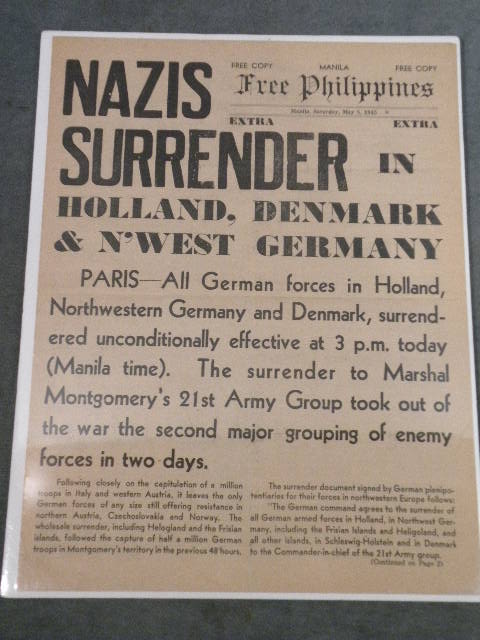 NAZIS
FREE COPY MANILA FREE COPY
Free Philippines
Manila, Saturday, May 5, 1945
EXTRA EXTRA
SURRENDER IN
HOLLAND, DENMARK
& N'WEST GERMANY
PARIS—All German forces in Holland,
Northwestern Germany and Denmark, surrend-
ered unconditionally effective at 3 p.m. today
(Manila time). The surrender to Marshal
Montgomery's 21st Army Group took out of
the war the second major grouping of enemy
forces in two days.
Following closely on the capitulation of a million
troops in Italy and western Austria, it leaves the only
German forces of any size still offering resistance in
northern Austria, Czechoslovakia and Norway. The
wholesale surrender, including Helogland and the Frisian
islands, followed the capture of half a million German
troops in Montgomery's territory in the previous 48 hours.
The surrender document signed by German plenipo-
tentiaries for their forces in northwestern Europe follows:
"The German command agrees to the surrender of
all German armed forces in Holland, in Northwest Ger-
many, including the Frisian Islands and Heligoland, and
all other islands, in Schleswig-Holstein and in Denmark
to the Commander-in-chief of the 21st Army group.
(Continued on Page 2)